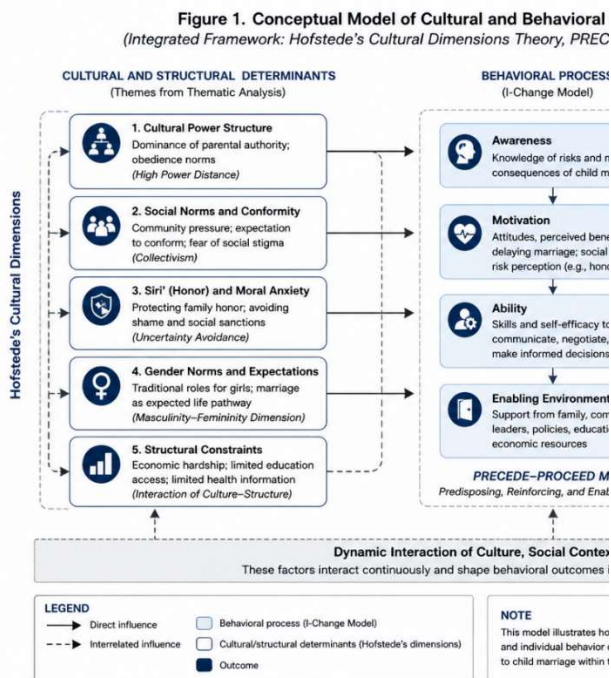 Figure 1. Conceptual Model of Cultural and Behavioral
(Integrated Framework: Hofstede's Cultural Dimensions Theory, PREC
CULTURAL AND STRUCTURAL DETERMINANTS
(Themes from Thematic Analysis)
Hofstede's Cultural Dimensions
1. Cultural Power Structure
Dominance of parental authority;
obedience norms
(High Power Distance)
2. Social Norms and Conformity
Community pressure; expectation
to conform; fear of social stigma
(Collectivism)
3. Siri' (Honor) and Moral Anxiety
Protecting family honor; avoiding
shame and social sanctions
(Uncertainty Avoidance)
4. Gender Norms and Expectations
Traditional roles for girls; marriage
as expected life pathway
(Masculinity–Femininity Dimension)
5. Structural Constraints
Economic hardship; limited education
access; limited health information
(Interaction of Culture–Structure)
BEHAVIORAL PROCESS
(I-Change Model)
Awareness
Knowledge of risks and
consequences of child
Motivation
Attitudes, perceived
delaying marriage; social
risk perception (e.g.,
Ability
Skills and self-efficacy to
communicate, negotiate,
make informed decisions
Enabling Environment
Support from family,
leaders, policies,
economic resources
PRECEDE–PROCEED
Predisposing, Reinforcing, and
Dynamic Interaction of Culture, Social
These factors interact continuously and shape behavioral outcomes
LEGEND
Direct influence
Interrelated influence
Behavioral process (I-Change Model)
Cultural/structural determinants (Hofstede's dimensions)
Outcome
NOTE
This model illustrates
and individual behavior
to child marriage within